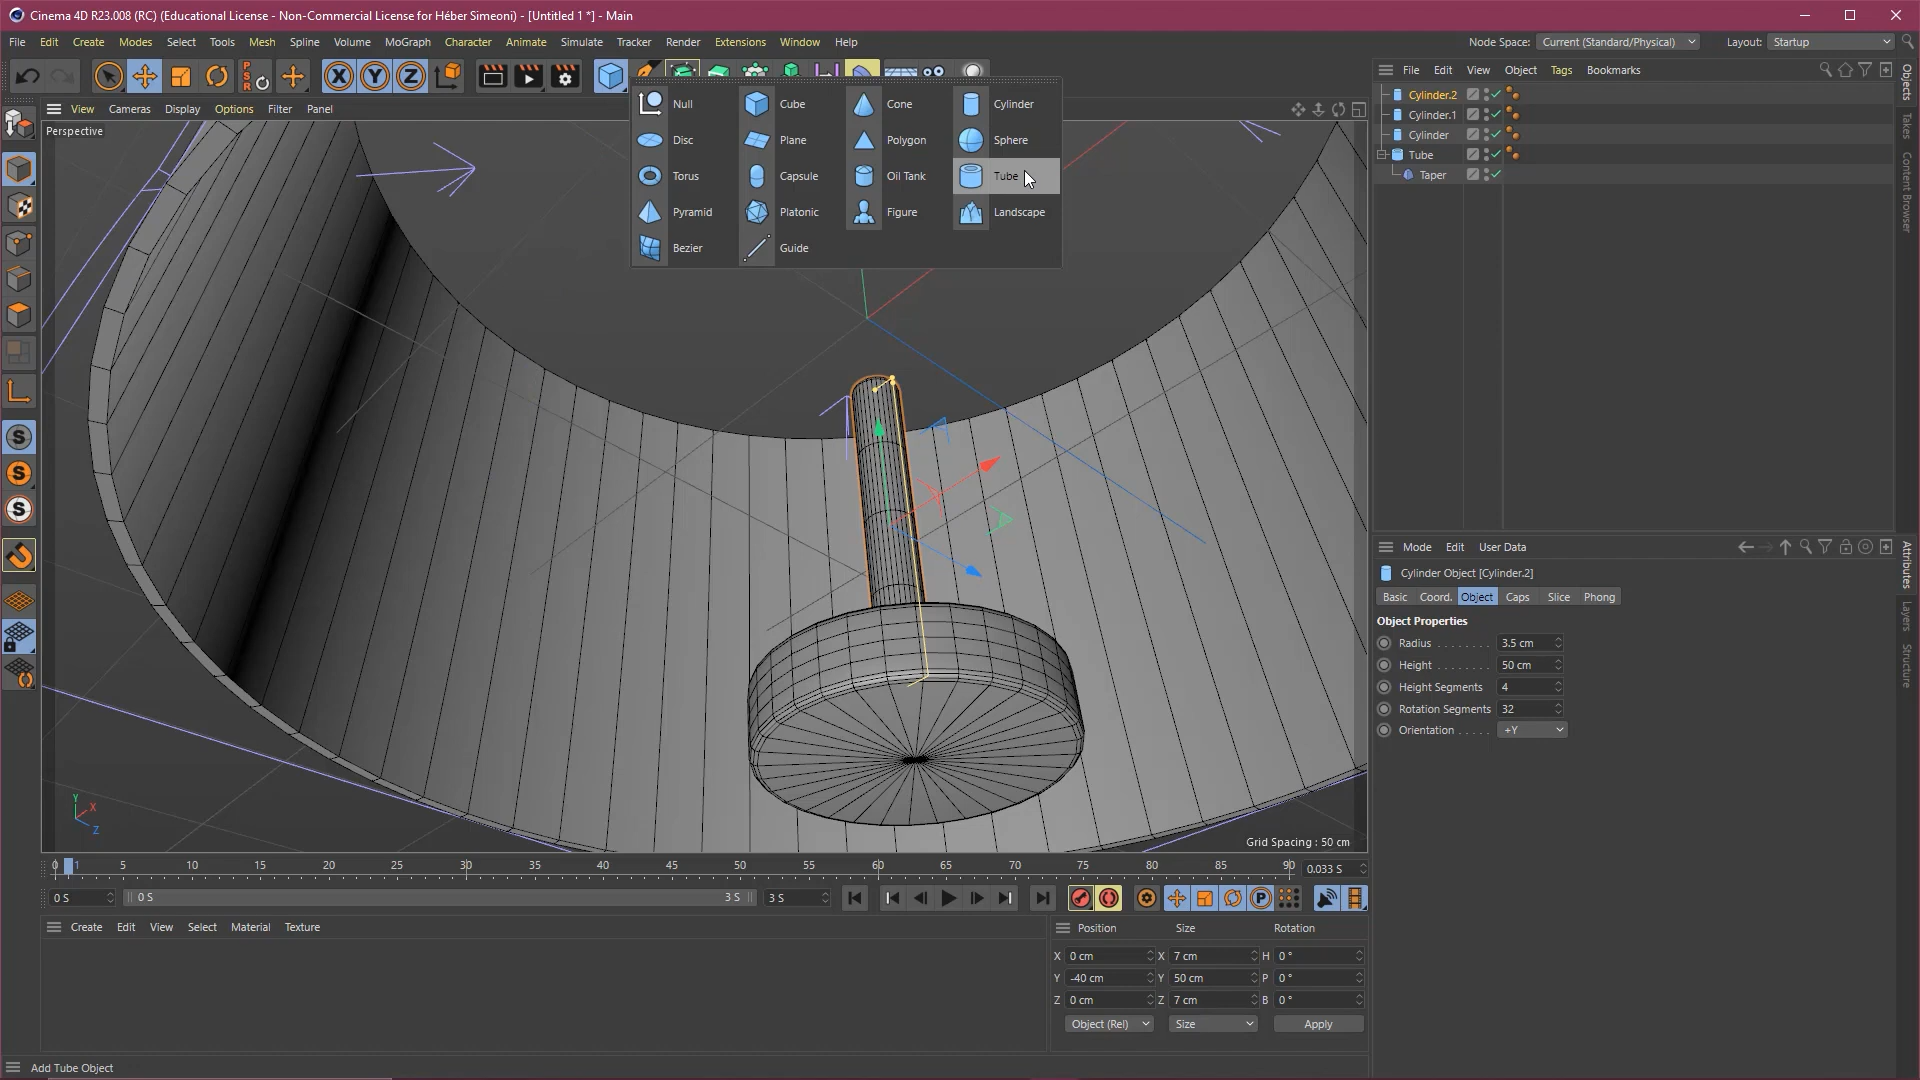 Cinema 4D R23.008 (RC) (Educational License - Non-Commercial License for Héber Simeoni) - [Untitled 1 *] - Main
File Edit Create Modes Select Tools Mesh Spline Volume MoGraph Character Animate Simulate Tracker Render Extensions Window Help
Node Space: Current (Standard/Physical) Layout: Startup
View Cameras Display Options Filter Panel
Perspective
Null Cube Cone Cylinder
Disc Plane Polygon Sphere
Torus Capsule Oil Tank Tube
Pyramid Platonic Figure Landscape
Bezier Guide
File Edit View Object Tags Bookmarks
Cylinder.2
Cylinder.1
Cylinder
Tube
Taper
Objects
Takes
Content Browser
Mode Edit User Data
Cylinder Object [Cylinder.2]
Basic Coord. Object Caps Slice Phong
Object Properties
Radius . . . . . . . . 3.5 cm
Height . . . . . . . . 50 cm
Height Segments 4
Rotation Segments 32
Orientation . . . . . +Y
Attributes
Layers
Structure
Y
X
Z
Grid Spacing : 50 cm
0 1 5 10 15 20 25 30 35 40 45 50 55 60 65 70 75 80 85 90 0.033 S
0 S 0 S 3 S 3 S
Create Edit View Select Material Texture
Position Size Rotation
X 0 cm X 7 cm H 0 °
Y -40 cm Y 50 cm P 0 °
Z 0 cm Z 7 cm B 0 °
Object (Rel) Size Apply
Add Tube Object